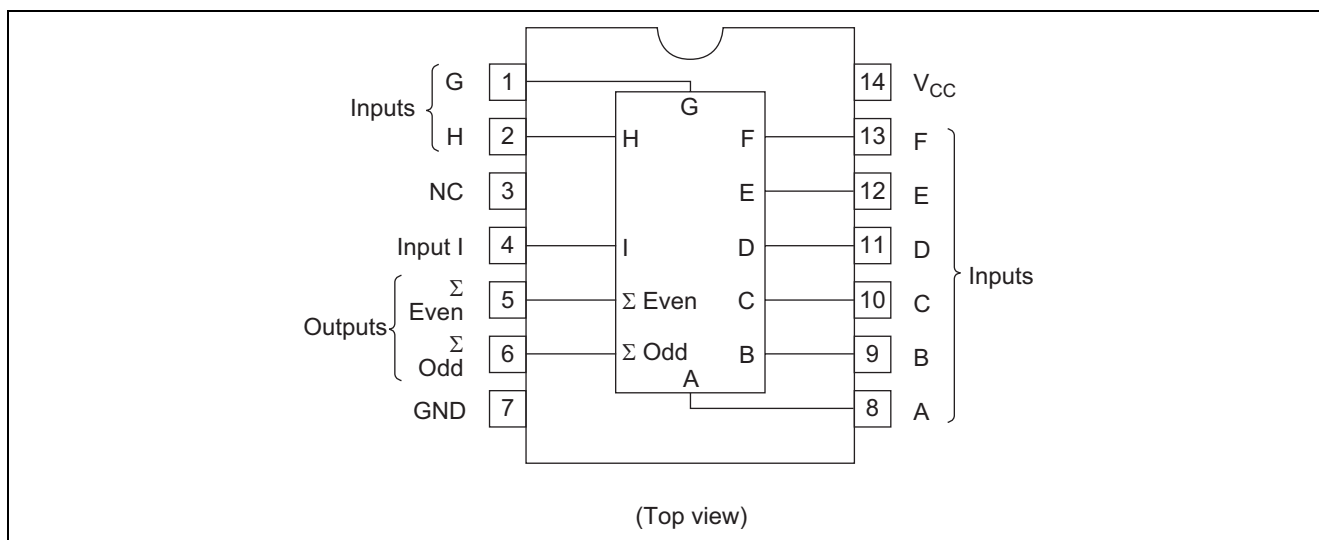 G 1 G 14 VCC
Inputs
H 2 H F 13 F
NC 3 E 12 E
Input I 4 I D 11 D
Inputs
Σ
Even 5 Σ Even C 10 C
Outputs
Σ
Odd 6 Σ Odd B 9 B
A
GND 7 8 A
(Top view)